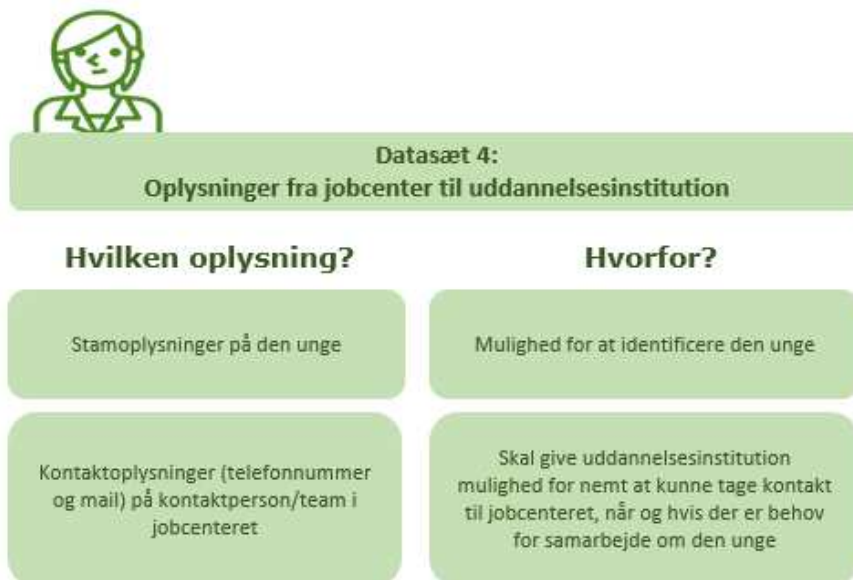 Datasæt 4:
Oplysninger fra jobcenter til uddannelsesinstitution
Hvilken oplysning?
Hvorfor?
Stamoplysninger på den unge
Mulighed for at identificere den unge
Kontaktoplysninger (telefonnummer
og mail) på kontaktperson/team i
jobcenteret
Skal give uddannelsesinstitution
mulighed for nemt at kunne tage kontakt
til jobcenteret, når og hvis der er behov
for samarbejde om den unge